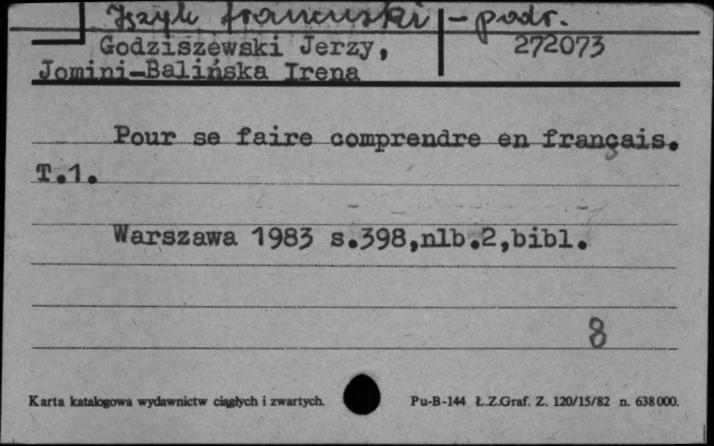 Język francuski - podr.
Godziszewski Jerzy, 272073
Jomini-Balińska Irena
Pour se faire comprendre en français.
T.1.
Warszawa 1983 s.398,nlb.2,bibl.
8
Karta katalogowa wydawnictw ciągłych i zwartych. Pu-B-144 Ł.Z.Graf. Z. 120/15/82 n. 638000.